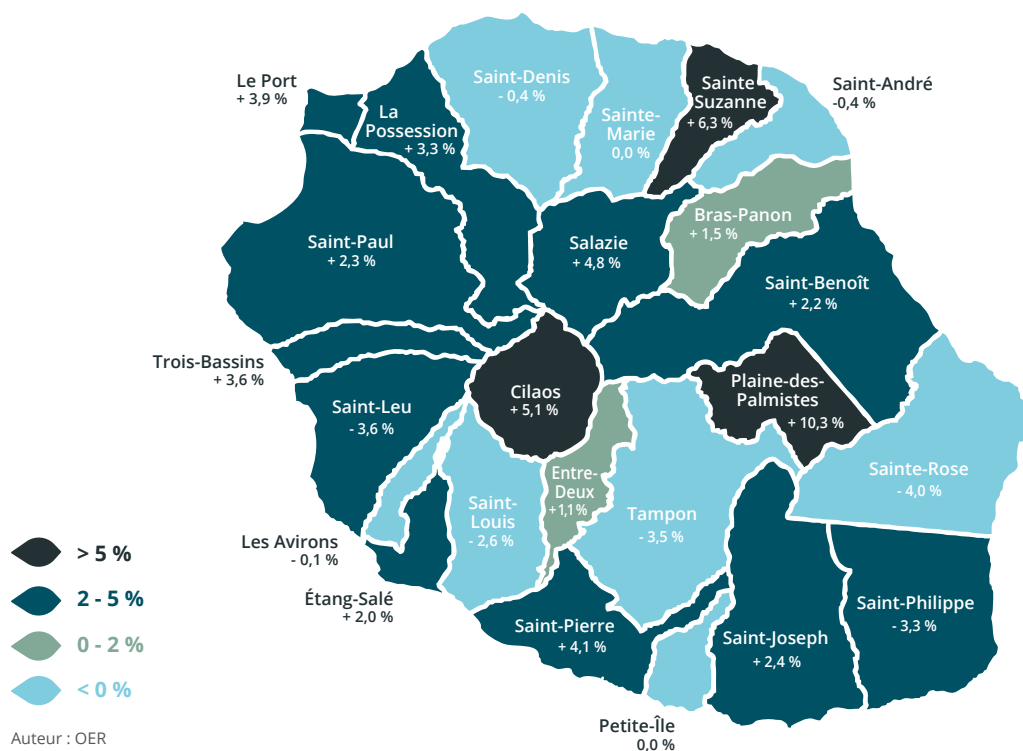 Saint-Denis
- 0,4 %
Le Port
+ 3,9 %
La
Possession
+ 3,3 %
Sainte-
Marie
0,0 %
Sainte
Suzanne
+ 6,3 %
Saint-André
-0,4 %
Saint-Paul
+ 2,3 %
Salazie
+ 4,8 %
Bras-Panon
+ 1,5 %
Saint-Benoît
+ 2,2 %
Trois-Bassins
+ 3,6 %
Saint-Leu
- 3,6 %
Cilaos
+ 5,1 %
Plaine-des-
Palmistes
+ 10,3 %
Sainte-Rose
- 4,0 %
Entre-
Deux
+1,1%
Saint-
Louis
- 2,6 %
Tampon
- 3,5 %
Les Avirons
- 0,1 %
Étang-Salé
+ 2,0 %
Saint-Pierre
+ 4,1 %
Saint-Joseph
+ 2,4 %
Saint-Philippe
- 3,3 %
Petite-Île
0,0 %
> 5 %
2 - 5 %
0 - 2 %
< 0 %
Auteur : OER